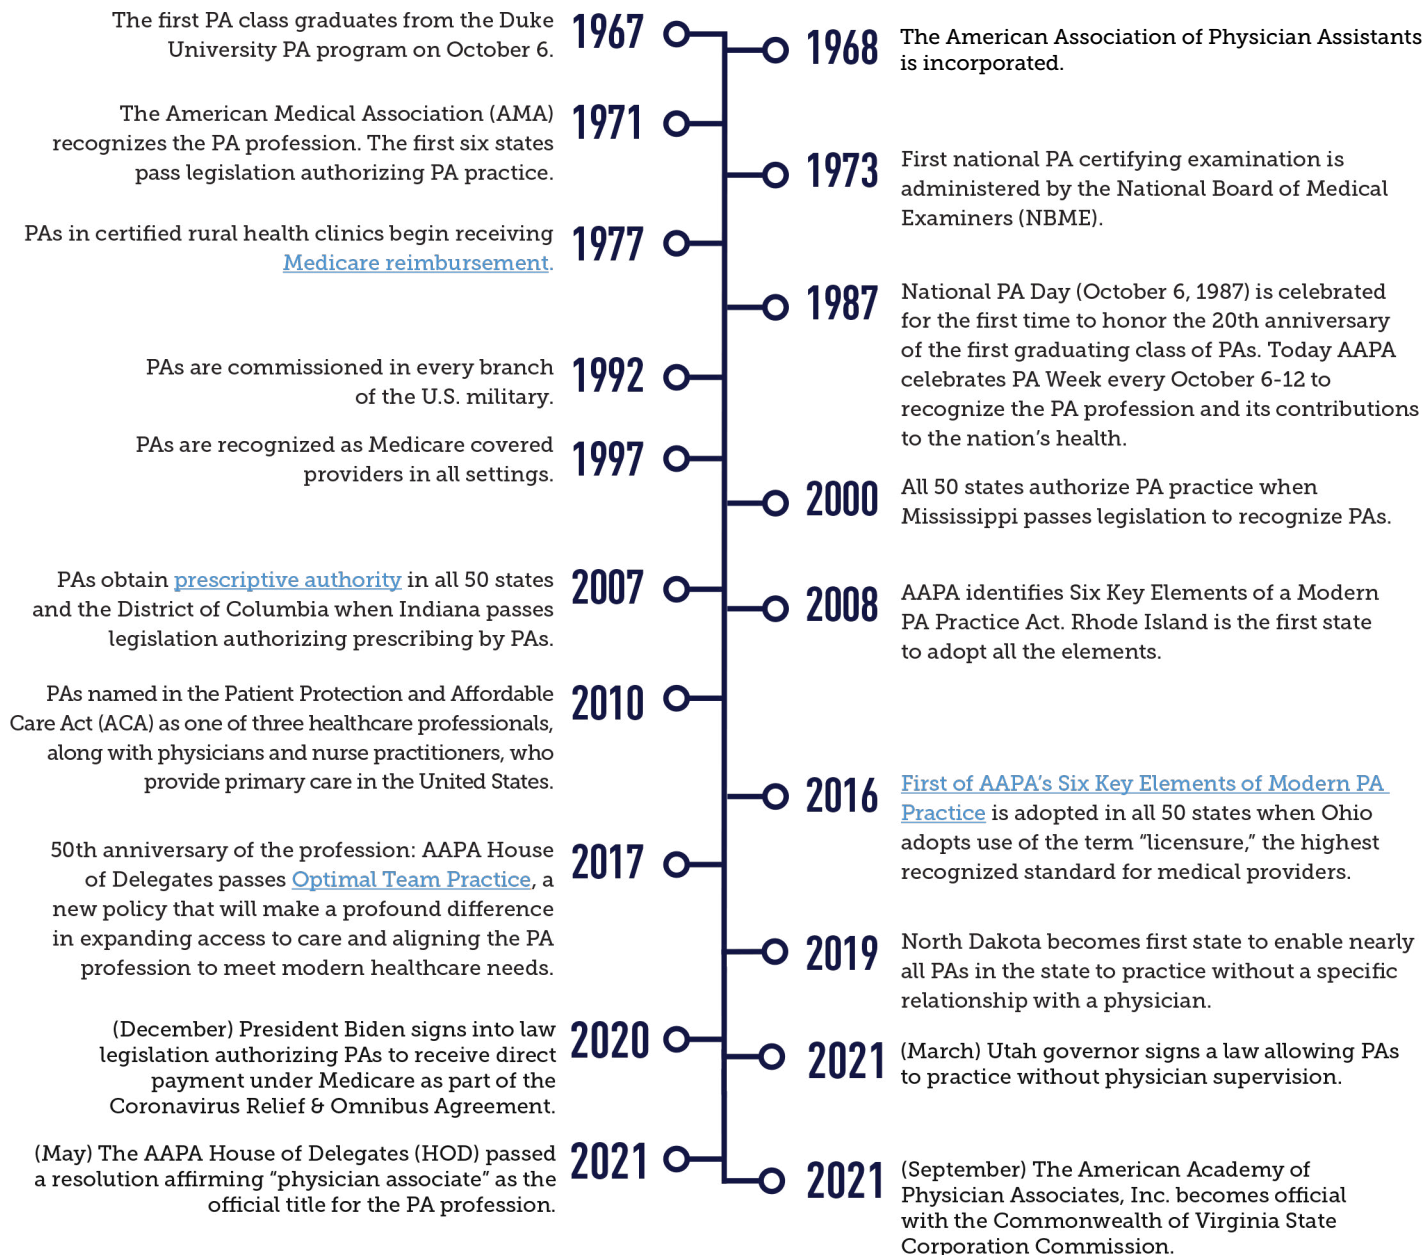 The first PA class graduates from the Duke
University PA program on October 6.
1967
1968
The American Association of Physician Assistants
is incorporated.
The American Medical Association (AMA)
recognizes the PA profession. The first six states
pass legislation authorizing PA practice.
1971
1973
First national PA certifying examination is
administered by the National Board of Medical
Examiners (NBME).
PAs in certified rural health clinics begin receiving
Medicare reimbursement.
1977
1987
National PA Day (October 6, 1987) is celebrated
for the first time to honor the 20th anniversary
of the first graduating class of PAs. Today AAPA
celebrates PA Week every October 6-12 to
recognize the PA profession and its contributions
to the nation's health.
PAs are commissioned in every branch
of the U.S. military.
1992
PAs are recognized as Medicare covered
providers in all settings.
1997
2000
All 50 states authorize PA practice when
Mississippi passes legislation to recognize PAs.
PAs obtain prescriptive authority in all 50 states
and the District of Columbia when Indiana passes
legislation authorizing prescribing by PAs.
2007
2008
AAPA identifies Six Key Elements of a Modern
PA Practice Act. Rhode Island is the first state
to adopt all the elements.
PAs named in the Patient Protection and Affordable
Care Act (ACA) as one of three healthcare professionals,
along with physicians and nurse practitioners, who
provide primary care in the United States.
2010
2016
First of AAPA's Six Key Elements of Modern PA
Practice is adopted in all 50 states when Ohio
adopts use of the term "licensure," the highest
recognized standard for medical providers.
50th anniversary of the profession: AAPA House
of Delegates passes Optimal Team Practice, a
new policy that will make a profound difference
in expanding access to care and aligning the PA
profession to meet modern healthcare needs.
2017
2019
North Dakota becomes first state to enable nearly
all PAs in the state to practice without a specific
relationship with a physician.
(December) President Biden signs into law
legislation authorizing PAs to receive direct
payment under Medicare as part of the
Coronavirus Relief & Omnibus Agreement.
2020
2021
(March) Utah governor signs a law allowing PAs
to practice without physician supervision.
(May) The AAPA House of Delegates (HOD) passed
a resolution affirming "physician associate" as the
official title for the PA profession.
2021
2021
(September) The American Academy of
Physician Associates, Inc. becomes official
with the Commonwealth of Virginia State
Corporation Commission.